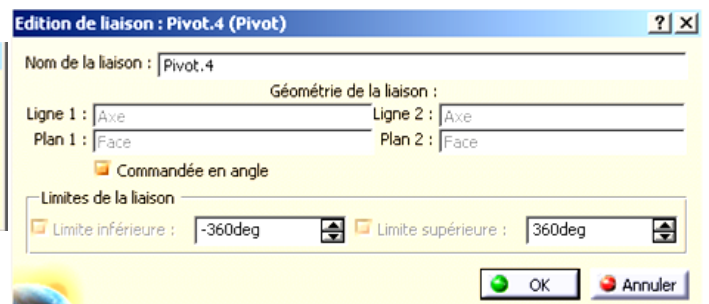 Edition de liaison : Pivot.4 (Pivot)
Nom de la liaison : Pivot.4
Géométrie de la liaison :
Ligne 1 : Axe Ligne 2 : Axe
Plan 1 : Face Plan 2 : Face
Commandée en angle
Limites de la liaison
Limite inférieure : -360deg Limite supérieure : 360deg
OK Annuler